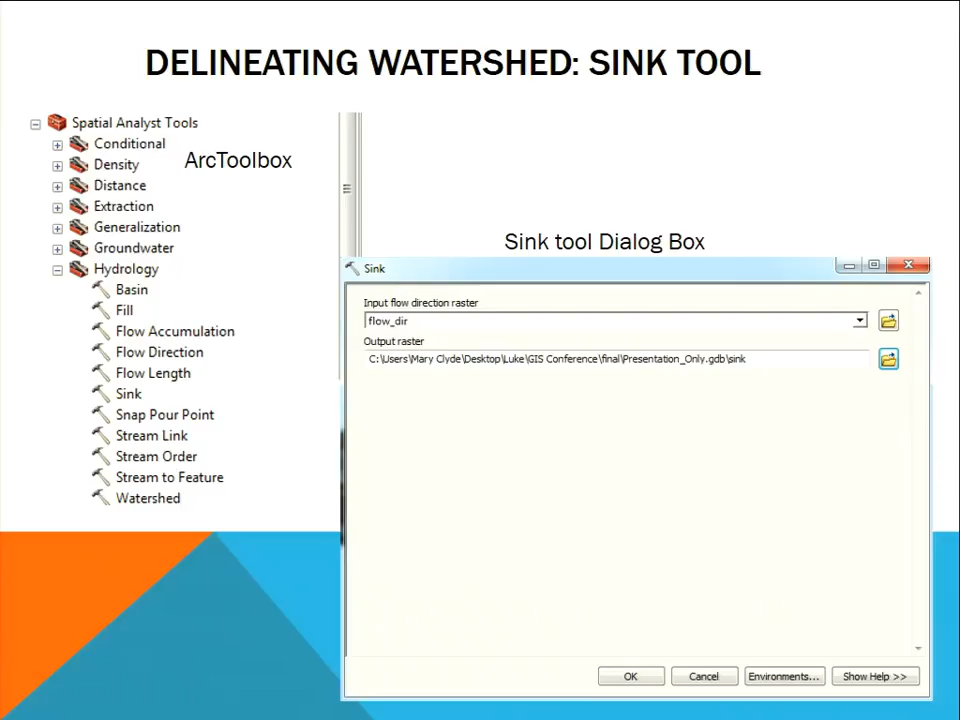 DELINEATING WATERSHED: SINK TOOL
Spatial Analyst Tools
Conditional
ArcToolbox
Density
Distance
Extraction
Generalization
Groundwater
Hydrology
Basin
Fill
Flow Accumulation
Flow Direction
Flow Length
Sink
Snap Pour Point
Stream Link
Stream Order
Stream to Feature
Watershed
Sink tool Dialog Box
Sink
Input flow direction raster
flow_dir
Output raster
C:\Users\Mary Clyde\Desktop\Luke\GIS Conference\final\Presentation_Only.gdb\sink
OK
Cancel
Environments...
Show Help >>